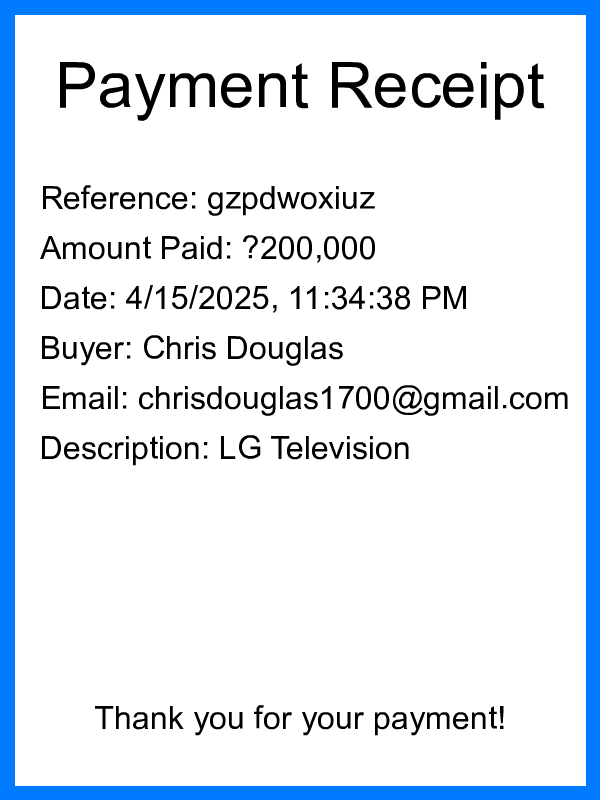 Payment Receipt
Reference: gzpdwoxiuz
Amount Paid: ?200,000
Date: 4/15/2025, 11:34:38 PM
Buyer: Chris Douglas
Email: chrisdouglas1700@gmail.com
Description: LG Television
Thank you for your payment!